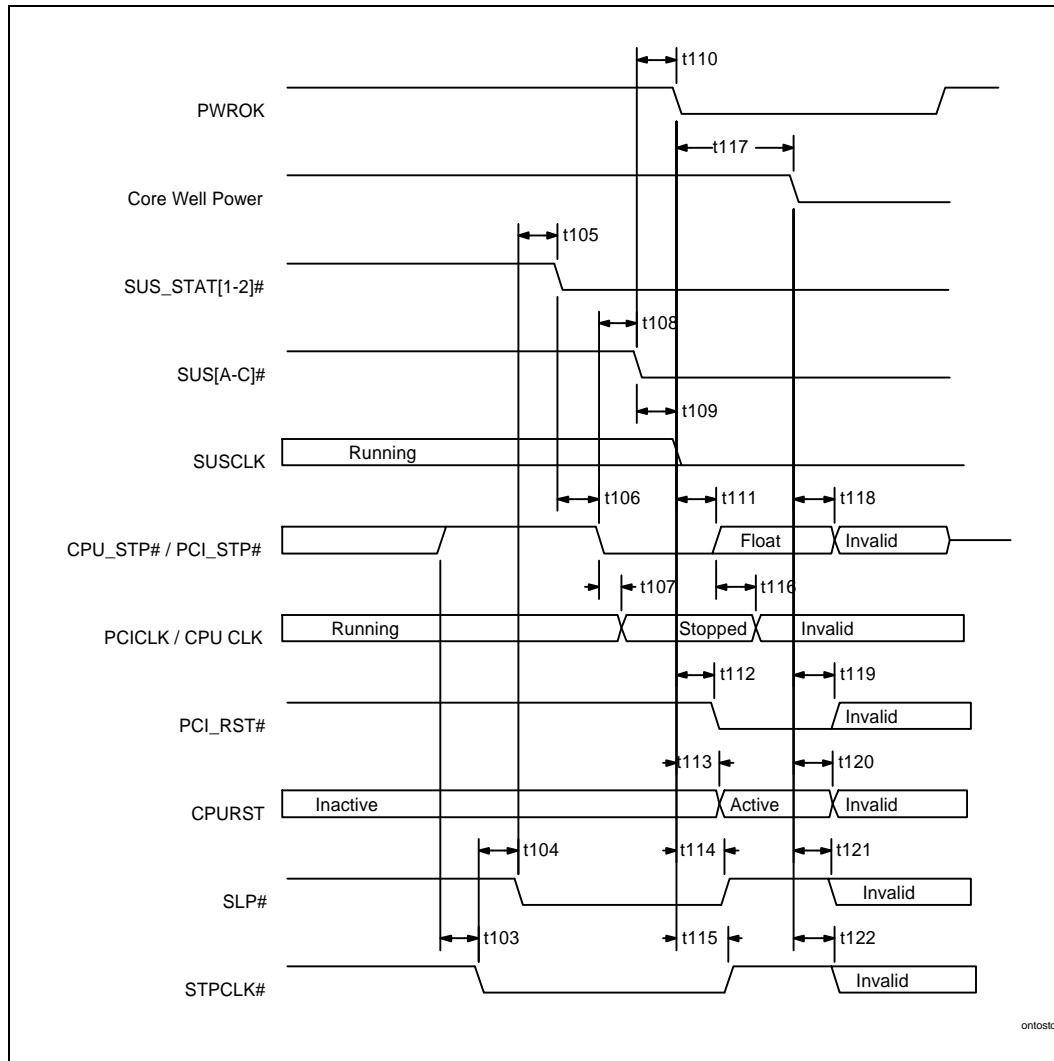 t110
PWROK
t117
Core Well Power
t105
SUS_STAT[1-2]#
t108
SUS[A-C]#
t109
SUSCLK
Running
t106
t111
t118
CPU_STP# / PCI_STP#
Float
Invalid
t107
t116
PCICLK / CPU CLK
Running
Stopped
Invalid
t112
t119
PCI_RST#
Invalid
t113
t120
CPURST
Inactive
Active
Invalid
t104
t114
t121
SLP#
Invalid
t103
t115
t122
STPCLK#
Invalid